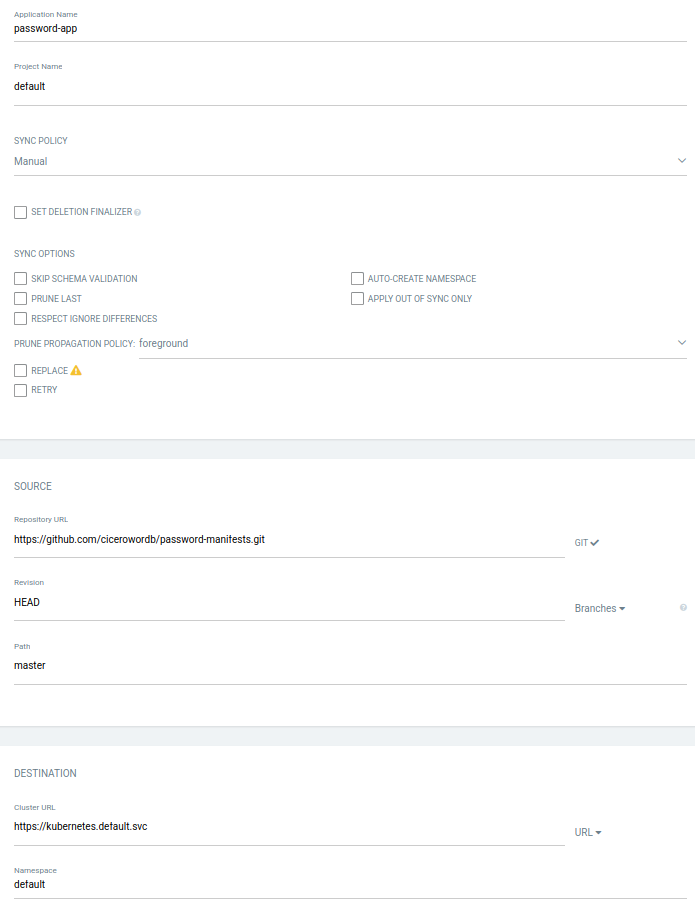 Application Name
password-app
Project Name
default
SYNC POLICY
Manual
SET DELETION FINALIZER
SYNC OPTIONS
SKIP SCHEMA VALIDATION AUTO-CREATE NAMESPACE
PRUNE LAST APPLY OUT OF SYNC ONLY
RESPECT IGNORE DIFFERENCES
PRUNE PROPAGATION POLICY: foreground
REPLACE
RETRY
SOURCE
Repository URL
https://github.com/cicerowordb/password-manifests.git
GIT
Revision
HEAD
Branches
Path
master
DESTINATION
Cluster URL
https://kubernetes.default.svc
URL
Namespace
default